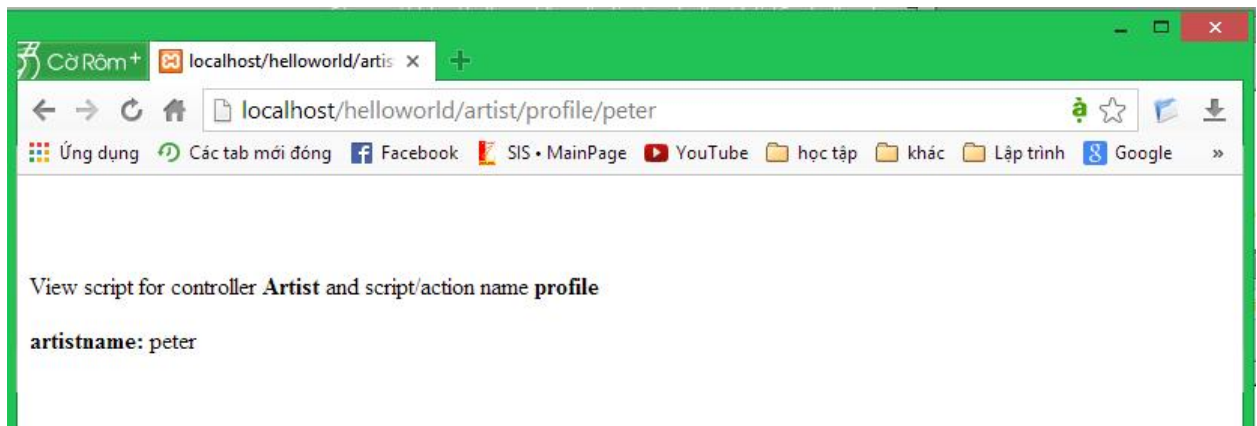 Cờ Rôm+ localhost/helloworld/artis
localhost/helloworld/artist/profile/peter
Ứng dụng Các tab mới đóng Facebook SIS • MainPage YouTube học tập khác Lập trình Google »
View script for controller Artist and script/action name profile
artistname: peter